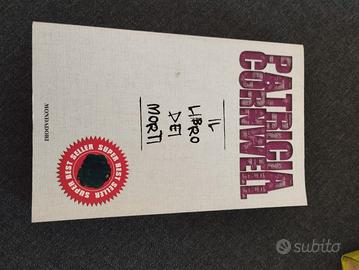 PATRICIA
CORNWELL
IL
LIBRO
DEI
MORTI
SUPER BEST SELLER SUPER BEST SELLER
MONDADORI
subito